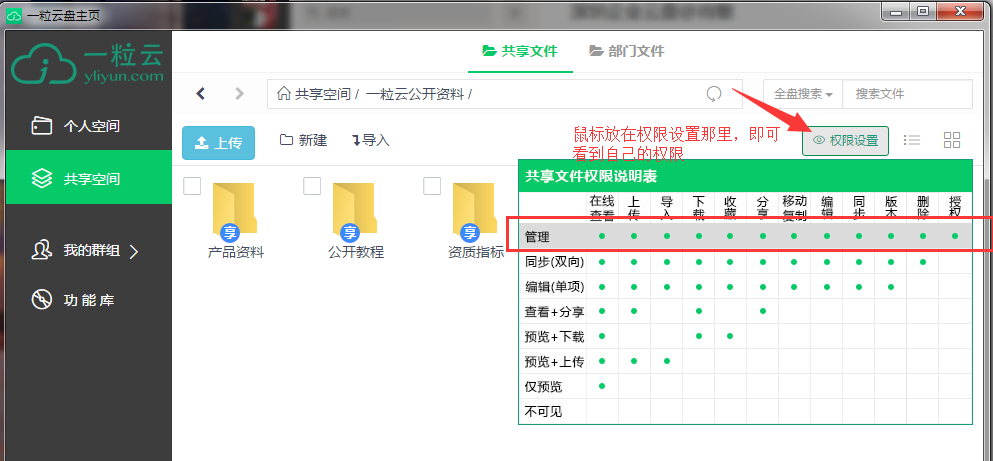 一粒云盘主页
一粒云
yliyun.com
共享文件
部门文件
共享空间 / 一粒云公开资料 /
全盘搜索
搜索文件
个人空间
共享空间
我的群组
功 能 库
上传
新建
导入
鼠标放在权限设置那里，即可
看到自己的权限
权限设置
享
产品资料
享
公开教程
享
资质指标
共享文件权限说明表
在线查看 上传 导入 下载 收藏 分享 移动复制 编辑 同步 版本 删除 授权
管理
同步(双向)
编辑(单项)
查看+分享
预览+下载
预览+上传
仅预览
不可见